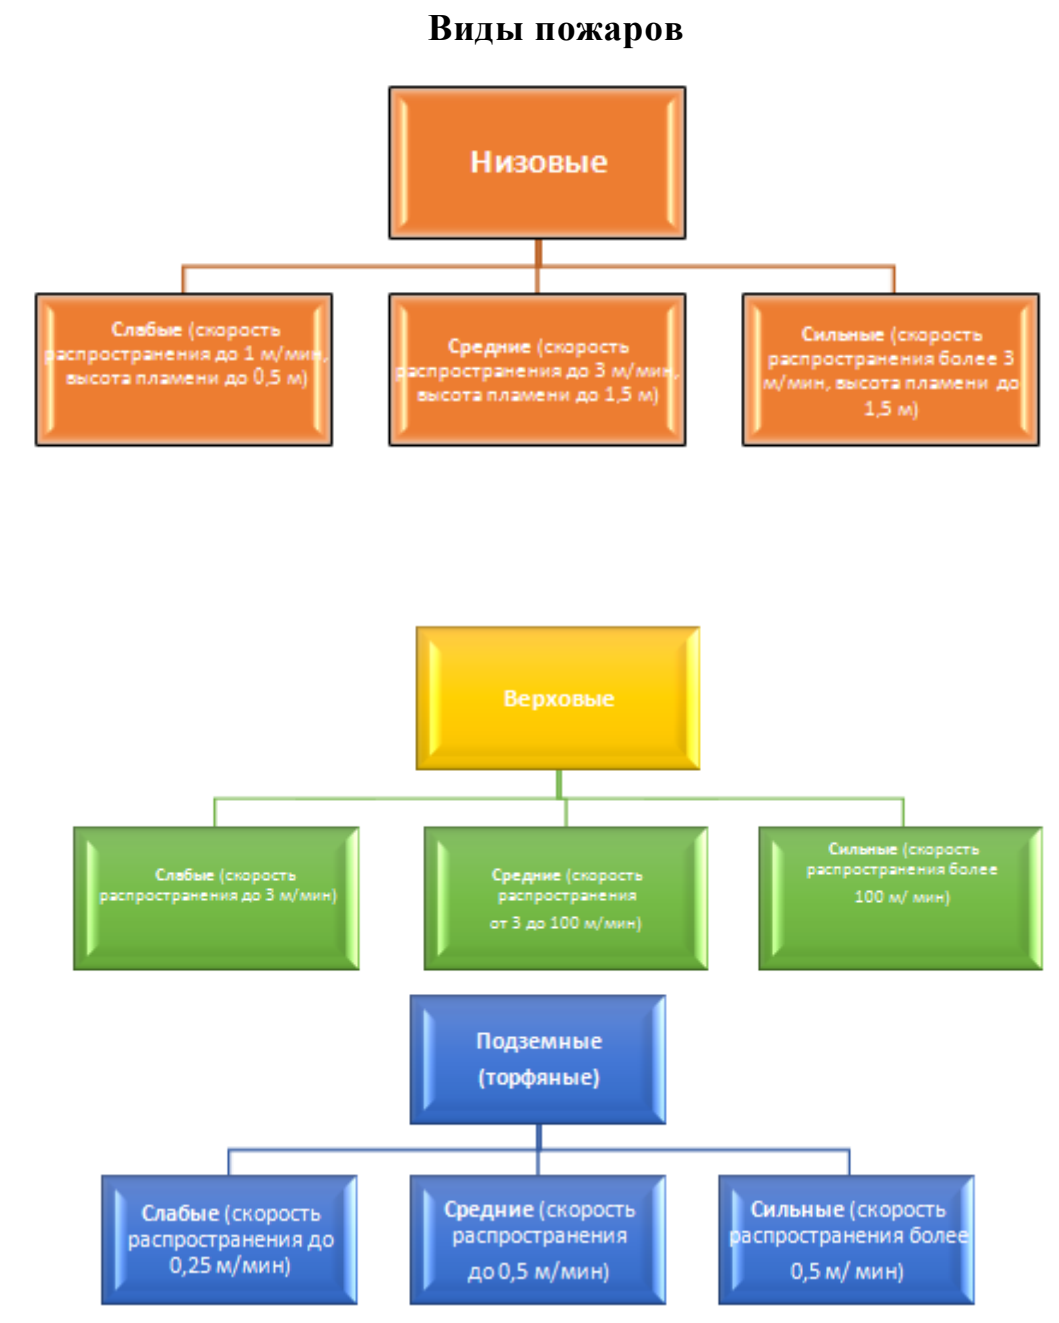 Виды пожаров
Низовые
Слабые (скорость
распространения до 1 м/мин,
высота пламени до 0,5 м)
Средние (скорость
распространения до 3 м/мин,
высота пламени до 1,5 м)
Сильные (скорость
распространения более 3
м/мин, высота пламени до
1,5 м)
Верховые
Слабые (скорость
распространения до 3 м/мин)
Средние (скорость
распространения
от 3 до 100 м/мин)
Сильные (скорость
распространения более
100 м/ мин)
Подземные
(торфяные)
Слабые (скорость
распространения до
0,25 м/мин)
Средние (скорость
распространения
до 0,5 м/мин)
Сильные (скорость
распространения более
0,5 м/ мин)